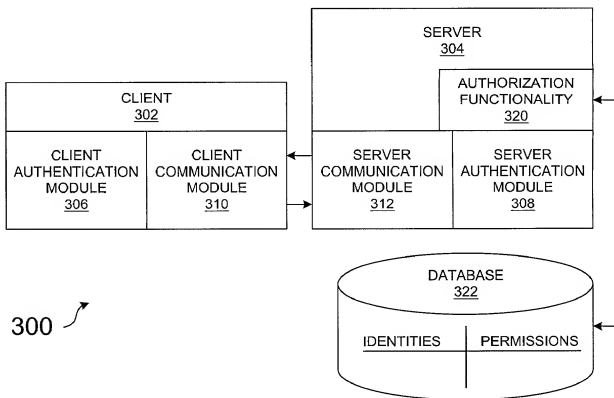 SERVER
304
AUTHORIZATION
FUNCTIONALITY
320
CLIENT
302
CLIENT
AUTHENTICATION
MODULE
306
CLIENT
COMMUNICATION
MODULE
310
SERVER
COMMUNICATION
MODULE
312
SERVER
AUTHENTICATION
MODULE
308
DATABASE
322
IDENTITIES
PERMISSIONS
300